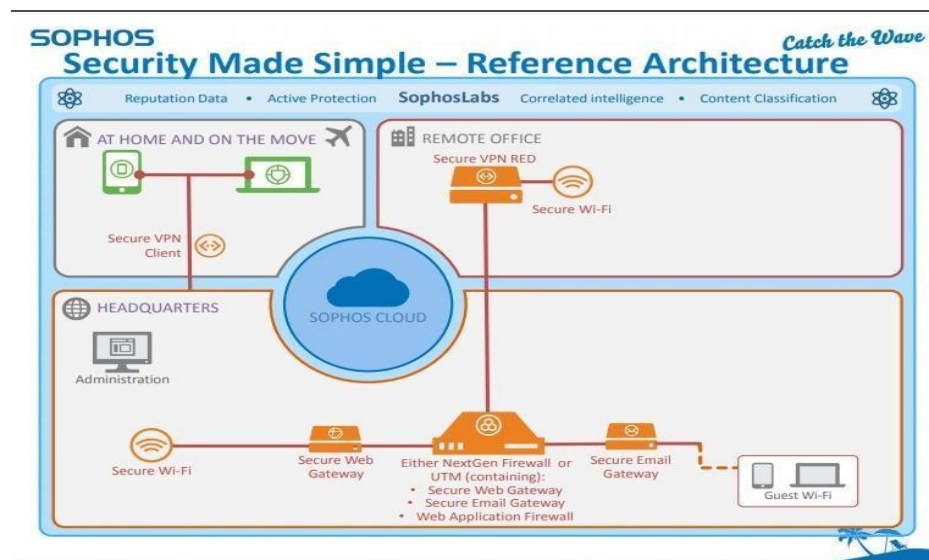 SOPHOS
Catch the Wave
Security Made Simple – Reference Architecture
Reputation Data • Active Protection SophosLabs Correlated intelligence • Content Classification
AT HOME AND ON THE MOVE
Secure VPN
Client
REMOTE OFFICE
Secure VPN RED
Secure Wi-Fi
SOPHOS CLOUD
HEADQUARTERS
Administration
Secure Wi-Fi
Secure Web
Gateway
Either NextGen Firewall or
UTM (containing):
• Secure Web Gateway
• Secure Email Gateway
• Web Application Firewall
Secure Email
Gateway
Guest Wi-Fi